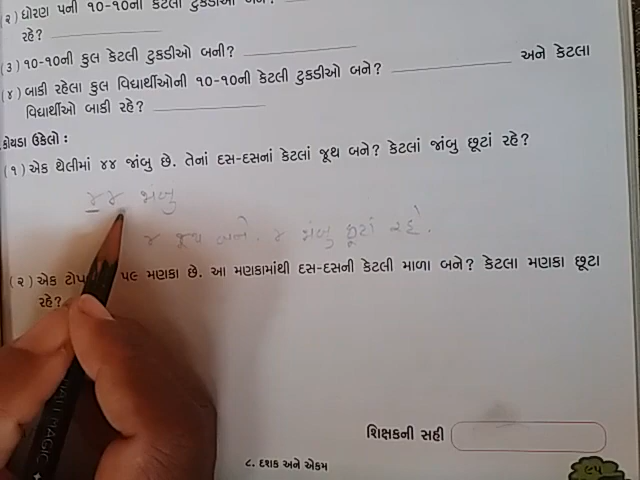 (૨) ધોરણ ૫ની ૧૦-૧૦ની કેટલી ટુકડીઓ બને?
રહે?
(૩) ૧૦-૧૦ની કુલ કેટલી ટુકડીઓ બની?
(૪) બાકી રહેલા કુલ વિદ્યાર્થીઓની ૧૦-૧૦ની કેટલી ટુકડીઓ બને? અને કેટલા
વિદ્યાર્થીઓ બાકી રહે?
કોયડા ઉકેલો :
(૧) એક થેલીમાં ૪૪ જાંબુ છે. તેનાં દસ-દસનાં કેટલાં જૂથ બને? કેટલાં જાંબુ છૂટાં રહે?
૪૪ જાંબુ
૪ જૂથ બને. ૪ જાંબુ છૂટાં રહે.
(૨) એક ૫૯ મણકા છે. આ મણકામાંથી દસ-દસની કેટલી માળા બને? કેટલા મણકા છૂટા
રહે?
શિક્ષકની સહી
૮. દશક અને એકમ
૯૫